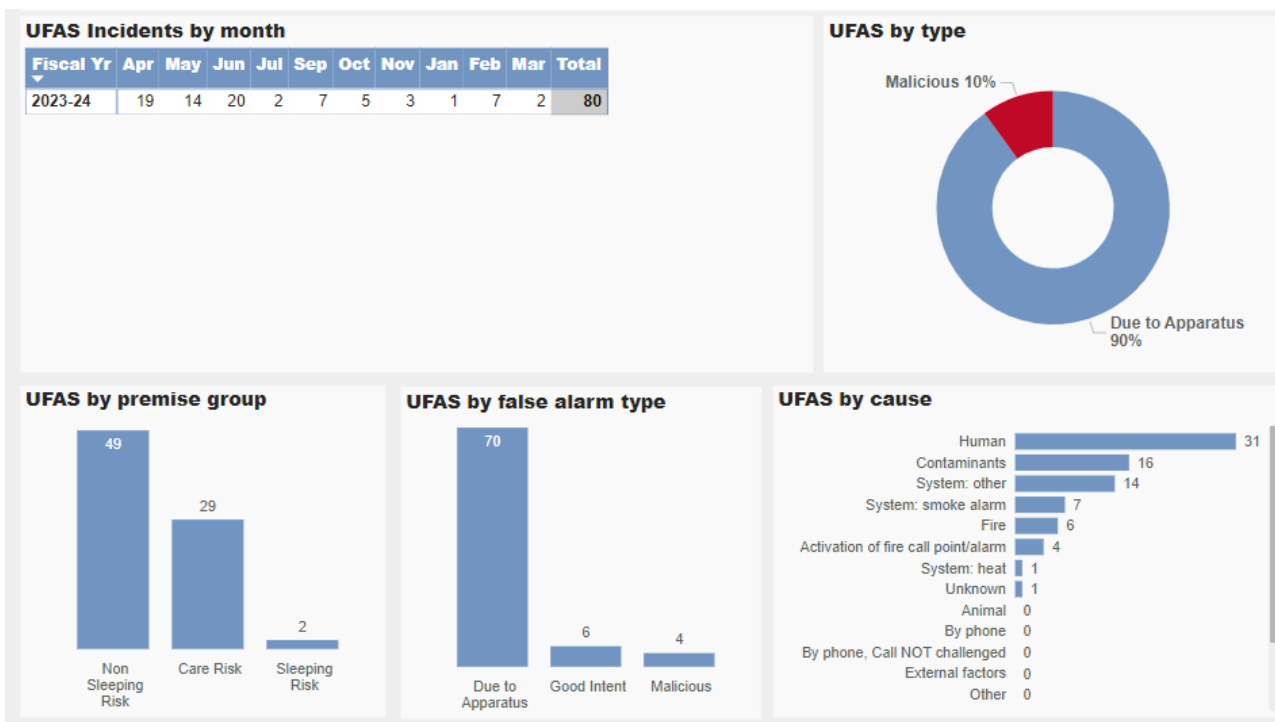 UFAS Incidents by month
Fiscal Yr Apr May Jun Jul Sep Oct Nov Jan Feb Mar Total
2023-24 19 14 20 2 7 5 3 1 7 2 80
UFAS by type
Malicious 10%
Due to Apparatus
90%
UFAS by premise group
49
29
2
Non
Sleeping
Risk
Care Risk
Sleeping
Risk
UFAS by false alarm type
70
6
4
Due to
Apparatus
Good Intent
Malicious
UFAS by cause
Human 31
Contaminants 16
System: other 14
System: smoke alarm 7
Fire 6
Activation of fire call point/alarm 4
System: heat 1
Unknown 1
Animal 0
By phone 0
By phone, Call NOT challenged 0
External factors 0
Other 0